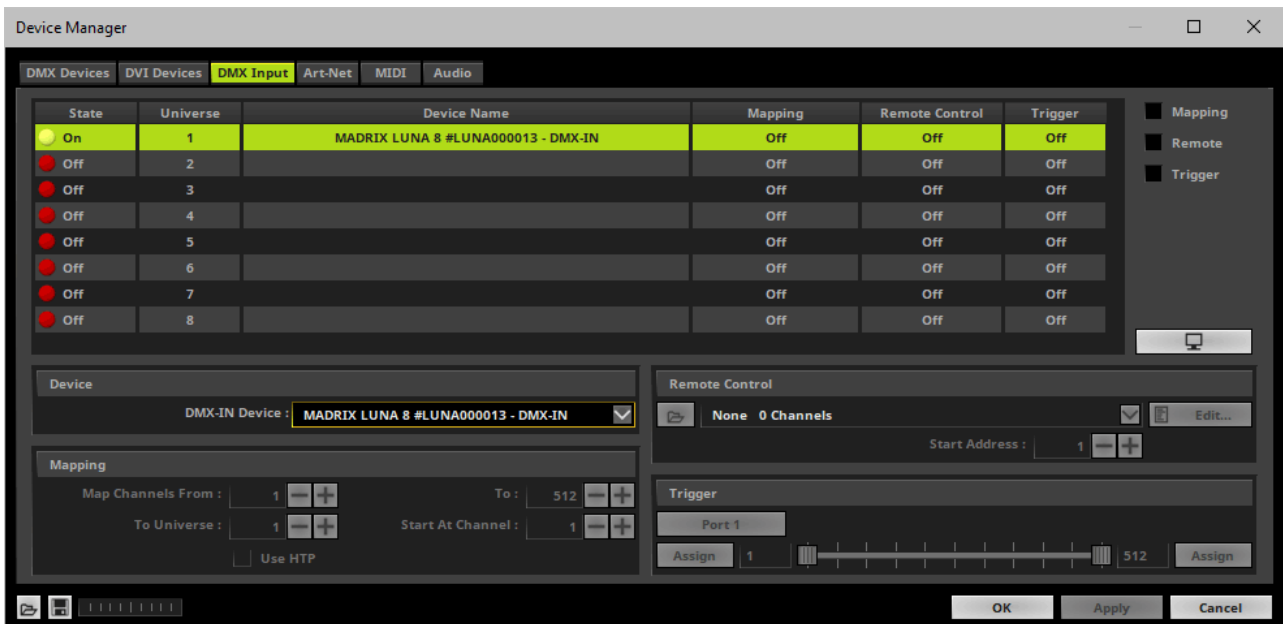 Device Manager
DMX Devices DVI Devices DMX Input Art-Net MIDI Audio
State Universe Device Name Mapping Remote Control Trigger
On 1 MADRIX LUNA 8 #LUNA000013 - DMX-IN Off Off Off
Off 2 Off Off Off
Off 3 Off Off Off
Off 4 Off Off Off
Off 5 Off Off Off
Off 6 Off Off Off
Off 7 Off Off Off
Off 8 Off Off Off
Mapping
Remote
Trigger
Device
DMX-IN Device : MADRIX LUNA 8 #LUNA000013 - DMX-IN
Mapping
Map Channels From : 1 To : 512
To Universe : 1 Start At Channel : 1
Use HTP
Remote Control
None 0 Channels Edit...
Start Address : 1
Trigger
Port 1
Assign 1 512 Assign
OK Apply Cancel